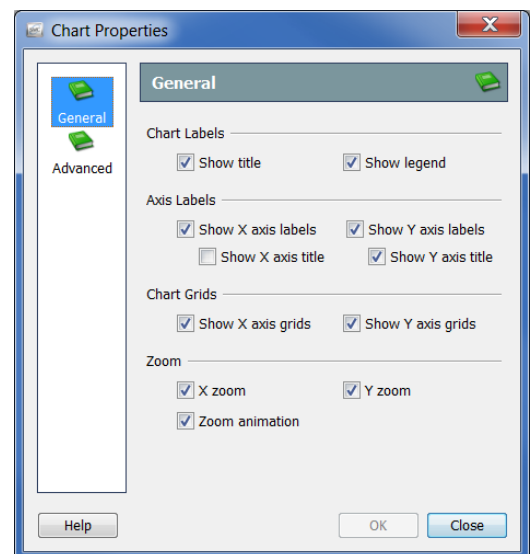 Chart Properties
General
Advanced
General
Chart Labels
Show title Show legend
Axis Labels
Show X axis labels Show Y axis labels
Show X axis title Show Y axis title
Chart Grids
Show X axis grids Show Y axis grids
Zoom
X zoom Y zoom
Zoom animation
Help OK Close